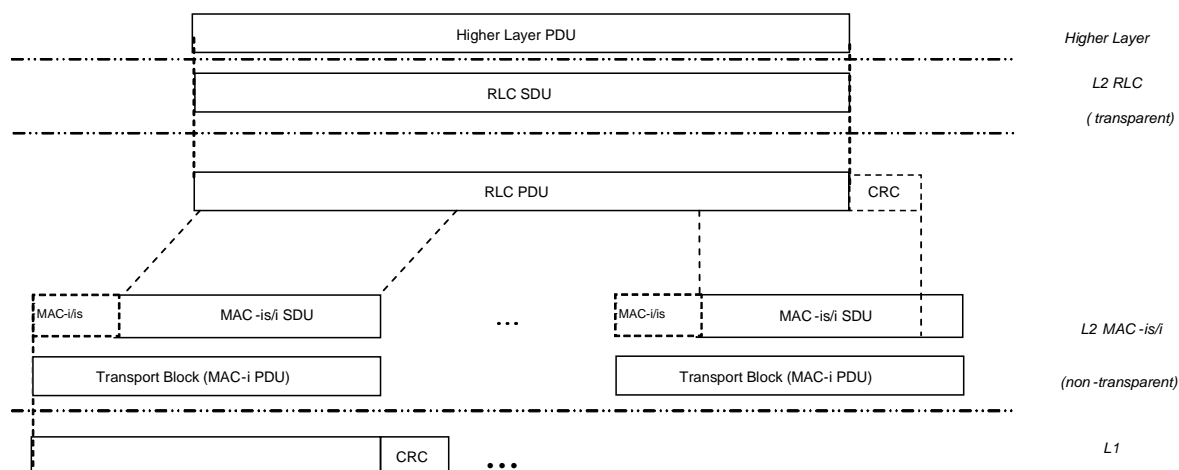 Higher Layer PDU
Higher Layer
RLC SDU
L2 RLC
( transparent)
RLC PDU
CRC
MAC-i/is
MAC -is/i SDU
...
MAC-i/is
MAC -is/i SDU
L2 MAC -is/i
Transport Block (MAC-i PDU)
Transport Block (MAC-i PDU)
(non -transparent)
CRC
...
L1